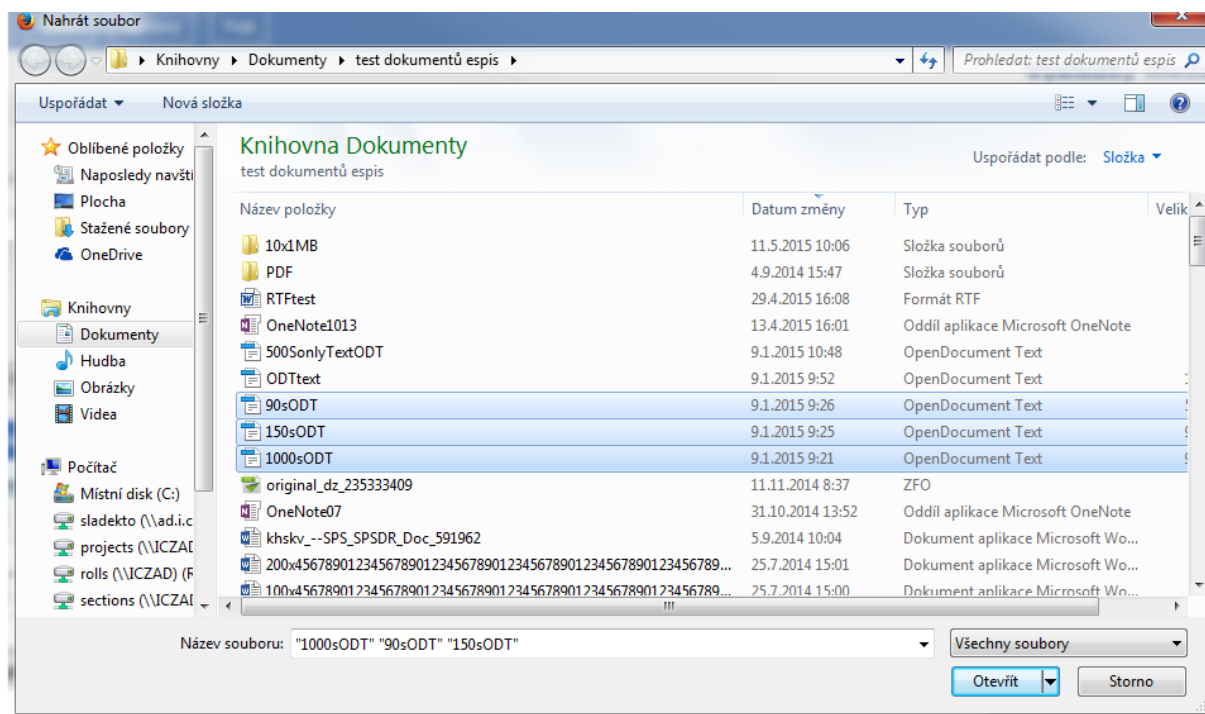 Nahrát soubor
Knihovny ▸ Dokumenty ▸ test dokumentů espis ▸
Prohledat: test dokumentů espis
Uspořádat
Nová složka
Oblíbené položky
Naposledy navšti
Plocha
Stažené soubory
OneDrive
Knihovny
Dokumenty
Hudba
Obrázky
Videa
Počítač
Místní disk (C:)
sladekto (\\ad.i.c
projects (\\ICZAD
rolls (\\ICZAD) (R
sections (\\ICZAD
Knihovna Dokumenty
test dokumentů espis
Uspořádat podle: Složka
Název položky Datum změny Typ Velik
10x1MB 11.5.2015 10:06 Složka souborů
PDF 4.9.2014 15:47 Složka souborů
RTFtest 29.4.2015 16:08 Formát RTF
OneNote1013 13.4.2015 16:01 Oddíl aplikace Microsoft OneNote
500SonlyTextODT 9.1.2015 10:48 OpenDocument Text
ODTtext 9.1.2015 9:52 OpenDocument Text
90sODT 9.1.2015 9:26 OpenDocument Text
150sODT 9.1.2015 9:25 OpenDocument Text
1000sODT 9.1.2015 9:21 OpenDocument Text
original_dz_235333409 11.11.2014 8:37 ZFO
OneNote07 31.10.2014 13:52 Oddíl aplikace Microsoft OneNote
khskv_--SPS_SPSDR_Doc_591962 5.9.2014 10:04 Dokument aplikace Microsoft Wo...
200x45678901234567890123456789012345678901234567890123456789... 25.7.2014 15:01 Dokument aplikace Microsoft Wo...
100x45678901234567890123456789012345678901234567890123456789... 25.7.2014 15:00 Dokument aplikace Microsoft Wo...
Název souboru: "1000sODT" "90sODT" "150sODT"
Všechny soubory
Otevřít
Storno